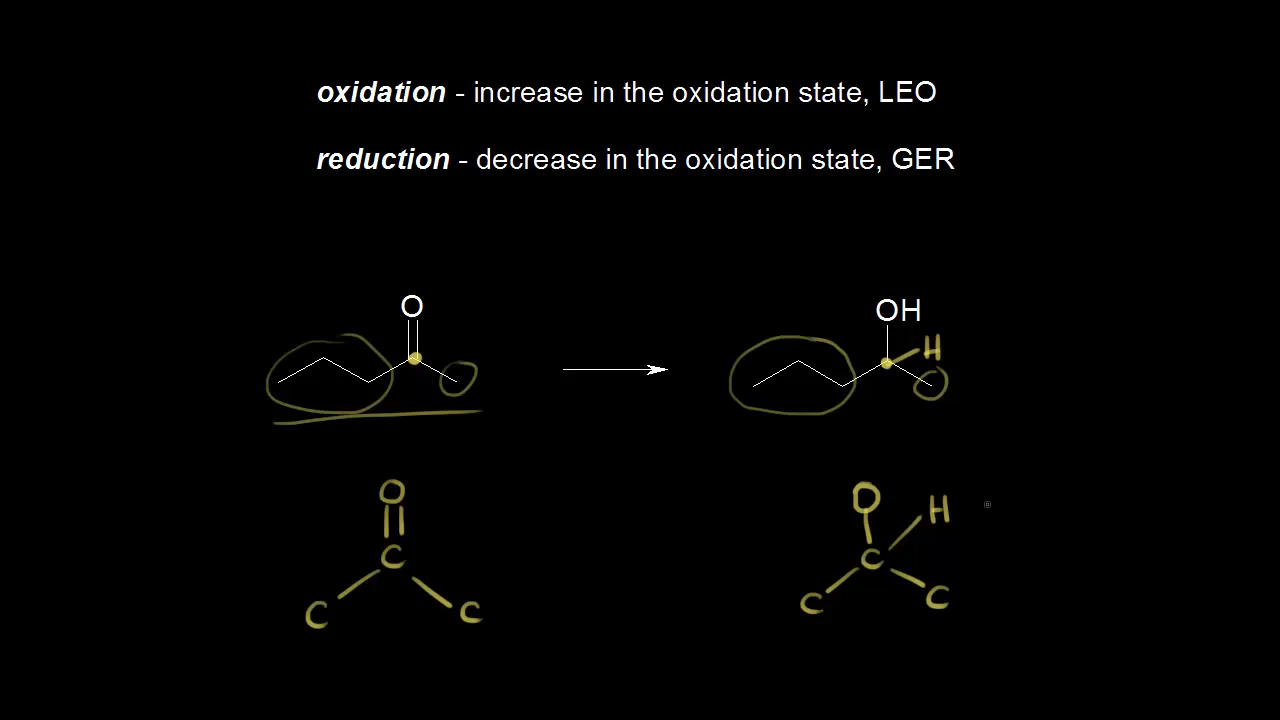 oxidation - increase in the oxidation state, LEO
reduction - decrease in the oxidation state, GER
O
OH
H
O
C
C
C
O
H
C
C
C